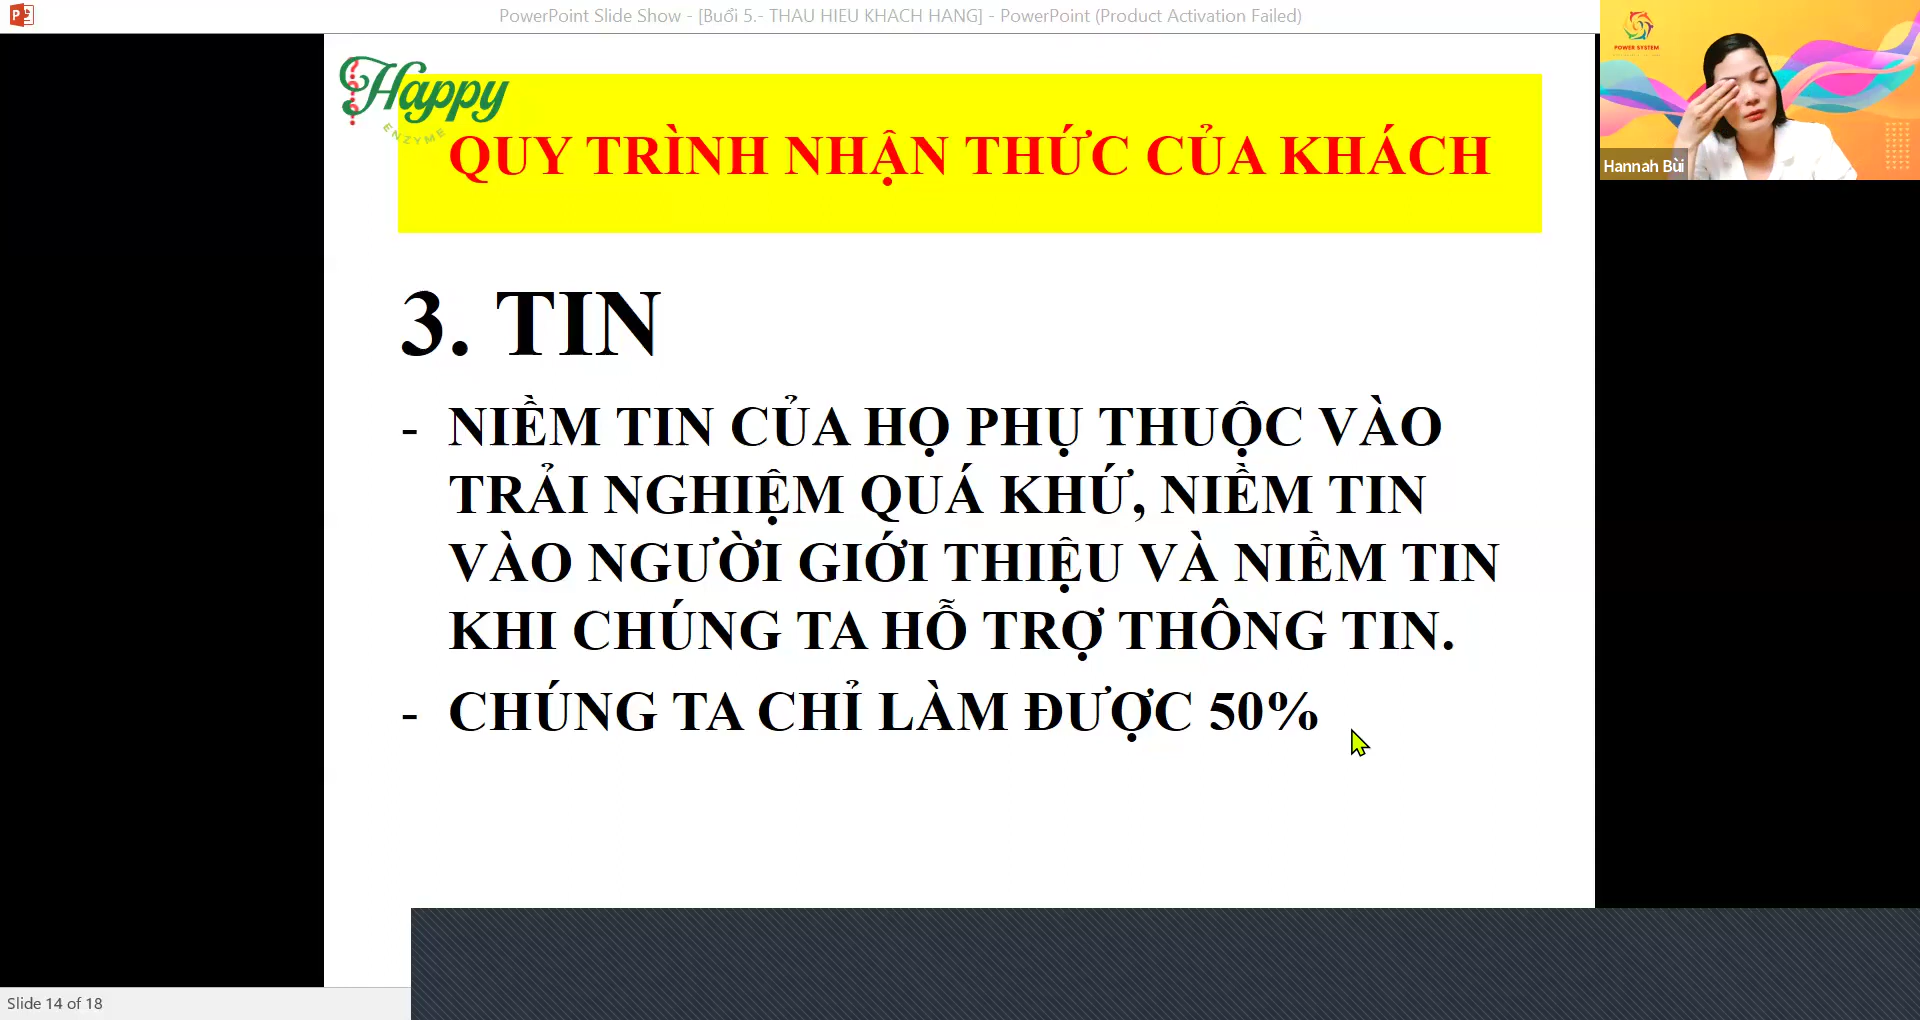 PowerPoint Slide Show - [Buổi 5.- THAU HIEU KHACH HANG] - PowerPoint (Product Activation Failed)
POWER SYSTEM
Hannah Bùi
Happy
ENZYME
QUY TRÌNH NHẬN THỨC CỦA KHÁCH
3. TIN
- NIỀM TIN CỦA HỌ PHỤ THUỘC VÀO
TRẢI NGHIỆM QUÁ KHỨ, NIỀM TIN
VÀO NGƯỜI GIỚI THIỆU VÀ NIỀM TIN
KHI CHÚNG TA HỖ TRỢ THÔNG TIN.
- CHÚNG TA CHỈ LÀM ĐƯỢC 50%
Slide 14 of 18